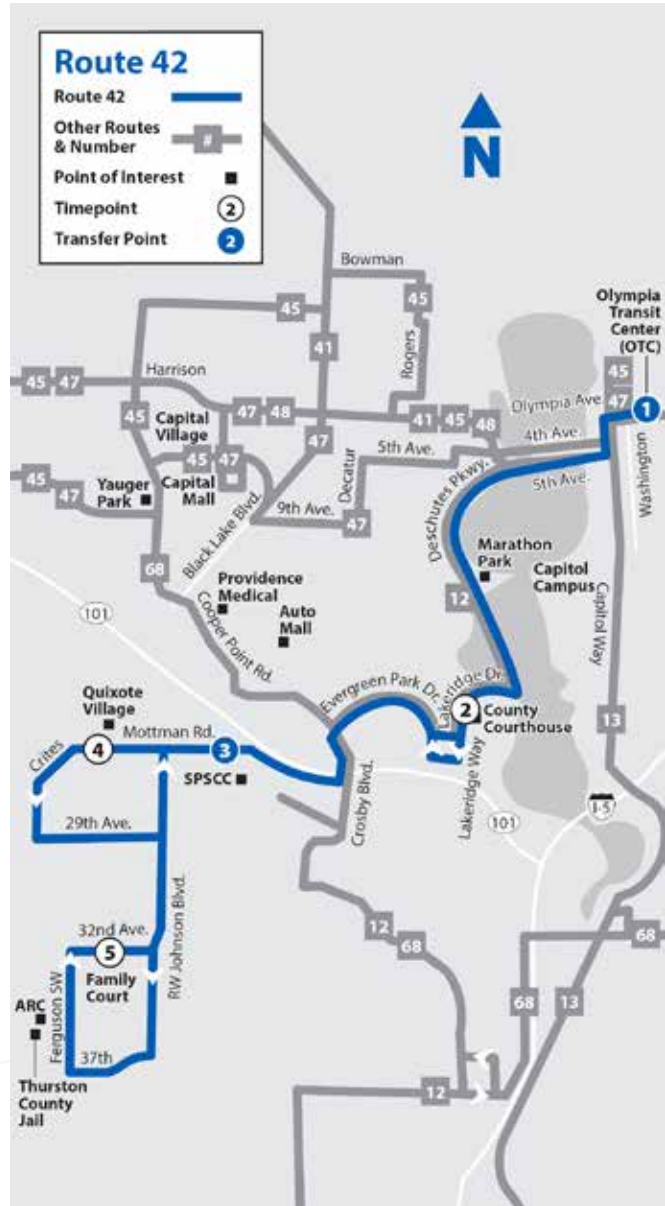 Route 42
Route 42
Other Routes
& Number
#
Point of Interest
Timepoint
2
Transfer Point
2
N
Bowman
45
45
41
Rogers
Olympia
Transit
Center
(OTC)
45
47
1
Olympia Ave.
Harrison
45
47
45
47
48
41
45
48
4th Ave.
5th Ave.
5th Ave.
Washington
Capital
Village
45
47
Capital
Mall
47
Decatur
9th Ave.
47
Black Lake Blvd.
45
47
Yauger
Park
68
Deschutes Pkwy.
Marathon
Park
Capitol
Campus
12
Capitol Way
Providence
Medical
Auto
Mall
Cooper Point Rd.
101
Evergreen Park Dr.
Lakeridge Dr.
2
County
Courthouse
Lakeridge Way
13
Quixote
Village
Mottman Rd.
4
3
SPSCC
Crites
29th Ave.
Crosby Blvd.
101
I-5
RW Johnson Blvd.
32nd Ave.
5
Family
Court
Ferguson SW
37th
ARC
Thurston
County
Jail
12
68
68
68
13
12